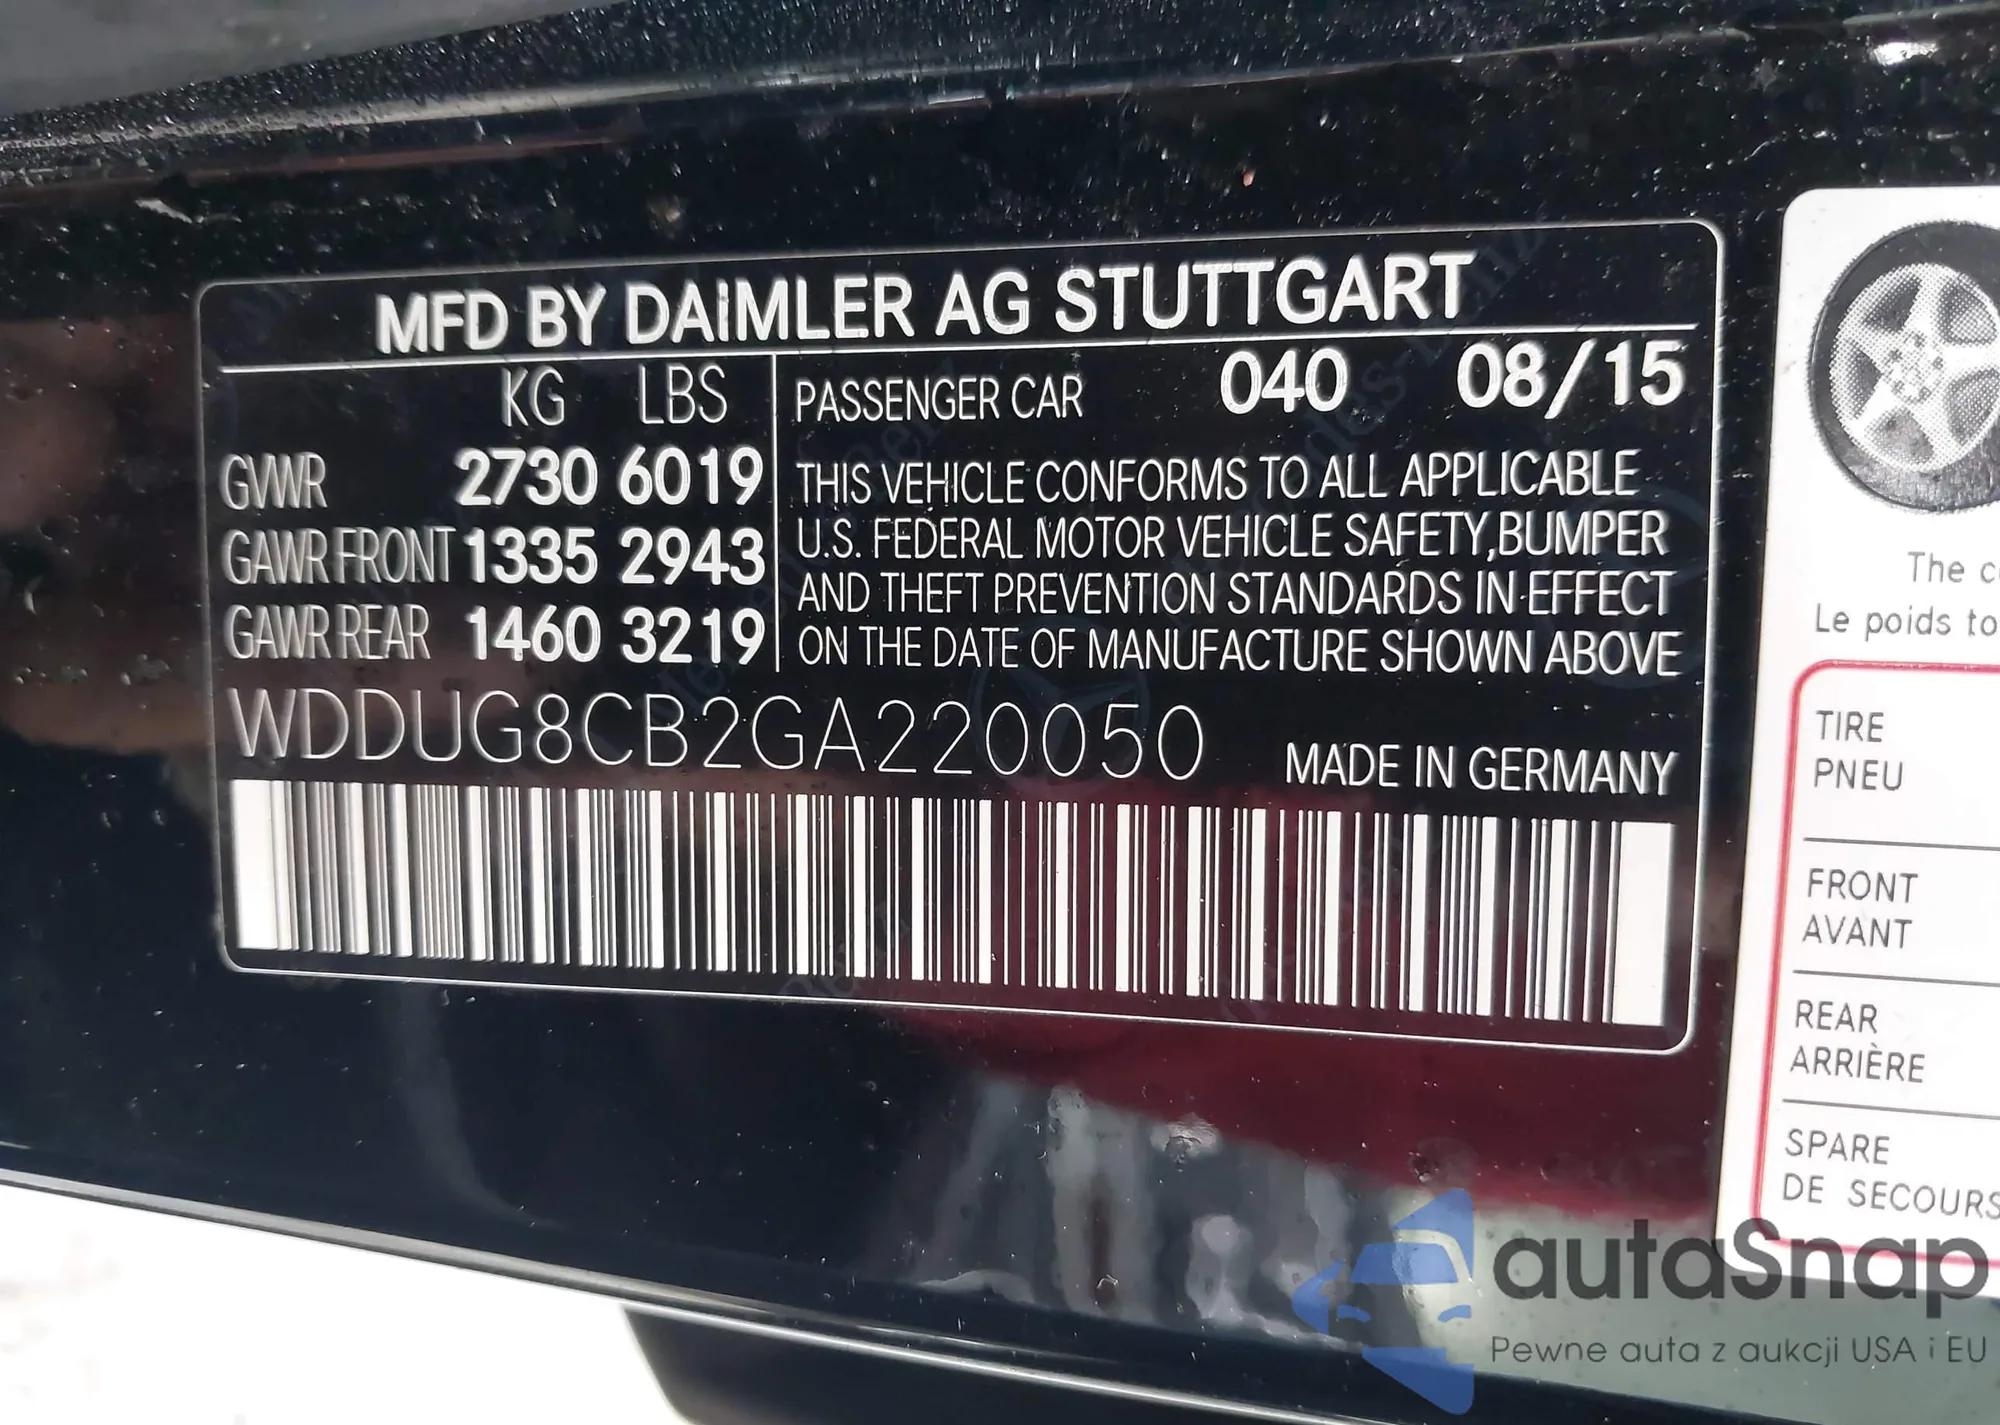 MFD BY DAIMLER AG STUTTGART
KG LBS
GVWR 2730 6019
GAWR FRONT 1335 2943
GAWR REAR 1460 3219
PASSENGER CAR 040 08/15
THIS VEHICLE CONFORMS TO ALL APPLICABLE
U.S. FEDERAL MOTOR VEHICLE SAFETY, BUMPER
AND THEFT PREVENTION STANDARDS IN EFFECT
ON THE DATE OF MANUFACTURE SHOWN ABOVE
WDDUG8CB2GA220050
MADE IN GERMANY
The
Le poids
TIRE
PNEU
FRONT
AVANT
REAR
ARRIÈRE
SPARE
DE SECOURS
autaSnap
Pewne auta z aukcji USA i EU